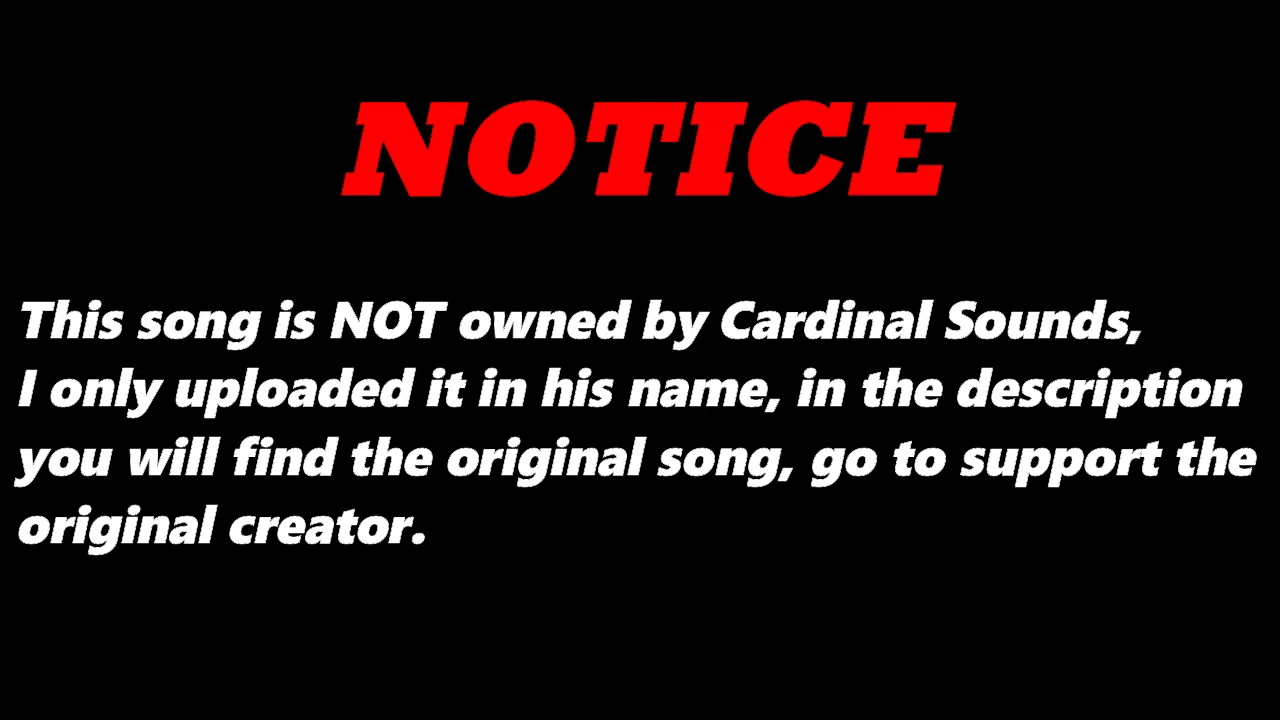 NOTICE
This song is NOT owned by Cardinal Sounds,
I only uploaded it in his name, in the description
you will find the original song, go to support the
original creator.